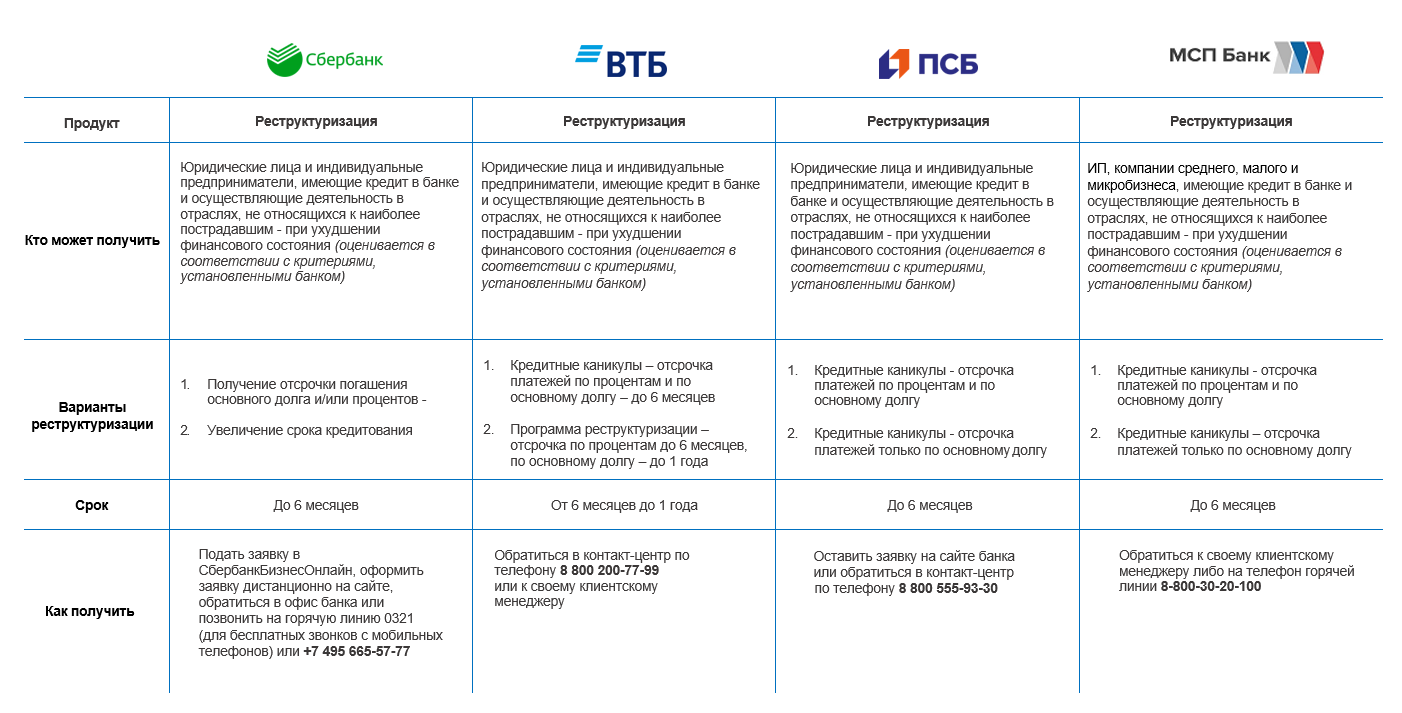 Сбербанк
ВТБ
ПСБ
МСП Банк
Продукт
Реструктуризация
Реструктуризация
Реструктуризация
Реструктуризация
Кто может получить
Юридические лица и индивидуальные
предприниматели, имеющие кредит в банке
и осуществляющие деятельность в
отраслях, не относящихся к наиболее
пострадавшим - при ухудшении
финансового состояния (оценивается в
соответствии с критериями,
установленными банком)
Юридические лица и индивидуальные
предприниматели, имеющие кредит в банке
и осуществляющие деятельность в
отраслях, не относящихся к наиболее
пострадавшим - при ухудшении
финансового состояния (оценивается в
соответствии с критериями,
установленными банком)
Юридические лица и индивидуальные
предприниматели, имеющие кредит в
банке и осуществляющие деятельность в
отраслях, не относящихся к наиболее
пострадавшим - при ухудшении
финансового состояния (оценивается в
соответствии с критериями,
установленными банком)
ИП, компании среднего, малого и
микробизнеса, имеющие кредит в банке и
осуществляющие деятельность в
отраслях, не относящихся к наиболее
пострадавшим - при ухудшении
финансового состояния (оценивается в
соответствии с критериями,
установленными банком)
Варианты
реструктуризации
1. Получение отсрочки погашения
основного долга и/или процентов -
2. Увеличение срока кредитования
1. Кредитные каникулы – отсрочка
платежей по процентам и по
основному долгу – до 6 месяцев
2. Программа реструктуризации –
отсрочка по процентам до 6 месяцев,
по основному долгу – до 1 года
1. Кредитные каникулы - отсрочка
платежей по процентам и по
основному долгу
2. Кредитные каникулы - отсрочка
платежей только по основному долгу
1. Кредитные каникулы - отсрочка
платежей по процентам и по
основному долгу
2. Кредитные каникулы – отсрочка
платежей только по основному долгу
Срок
До 6 месяцев
От 6 месяцев до 1 года
До 6 месяцев
До 6 месяцев
Как получить
Подать заявку в
СбербанкБизнесОнлайн, оформить
заявку дистанционно на сайте,
обратиться в офис банка или
позвонить на горячую линию 0321
(для бесплатных звонков с мобильных
телефонов) или +7 495 665-57-77
Обратиться в контакт-центр по
телефону 8 800 200-77-99
или к своему клиентскому
менеджеру
Оставить заявку на сайте банка
или обратиться в контакт-центр
по телефону 8 800 555-93-30
Обратиться к своему клиентскому
менеджеру либо на телефон горячей
линии 8-800-30-20-100